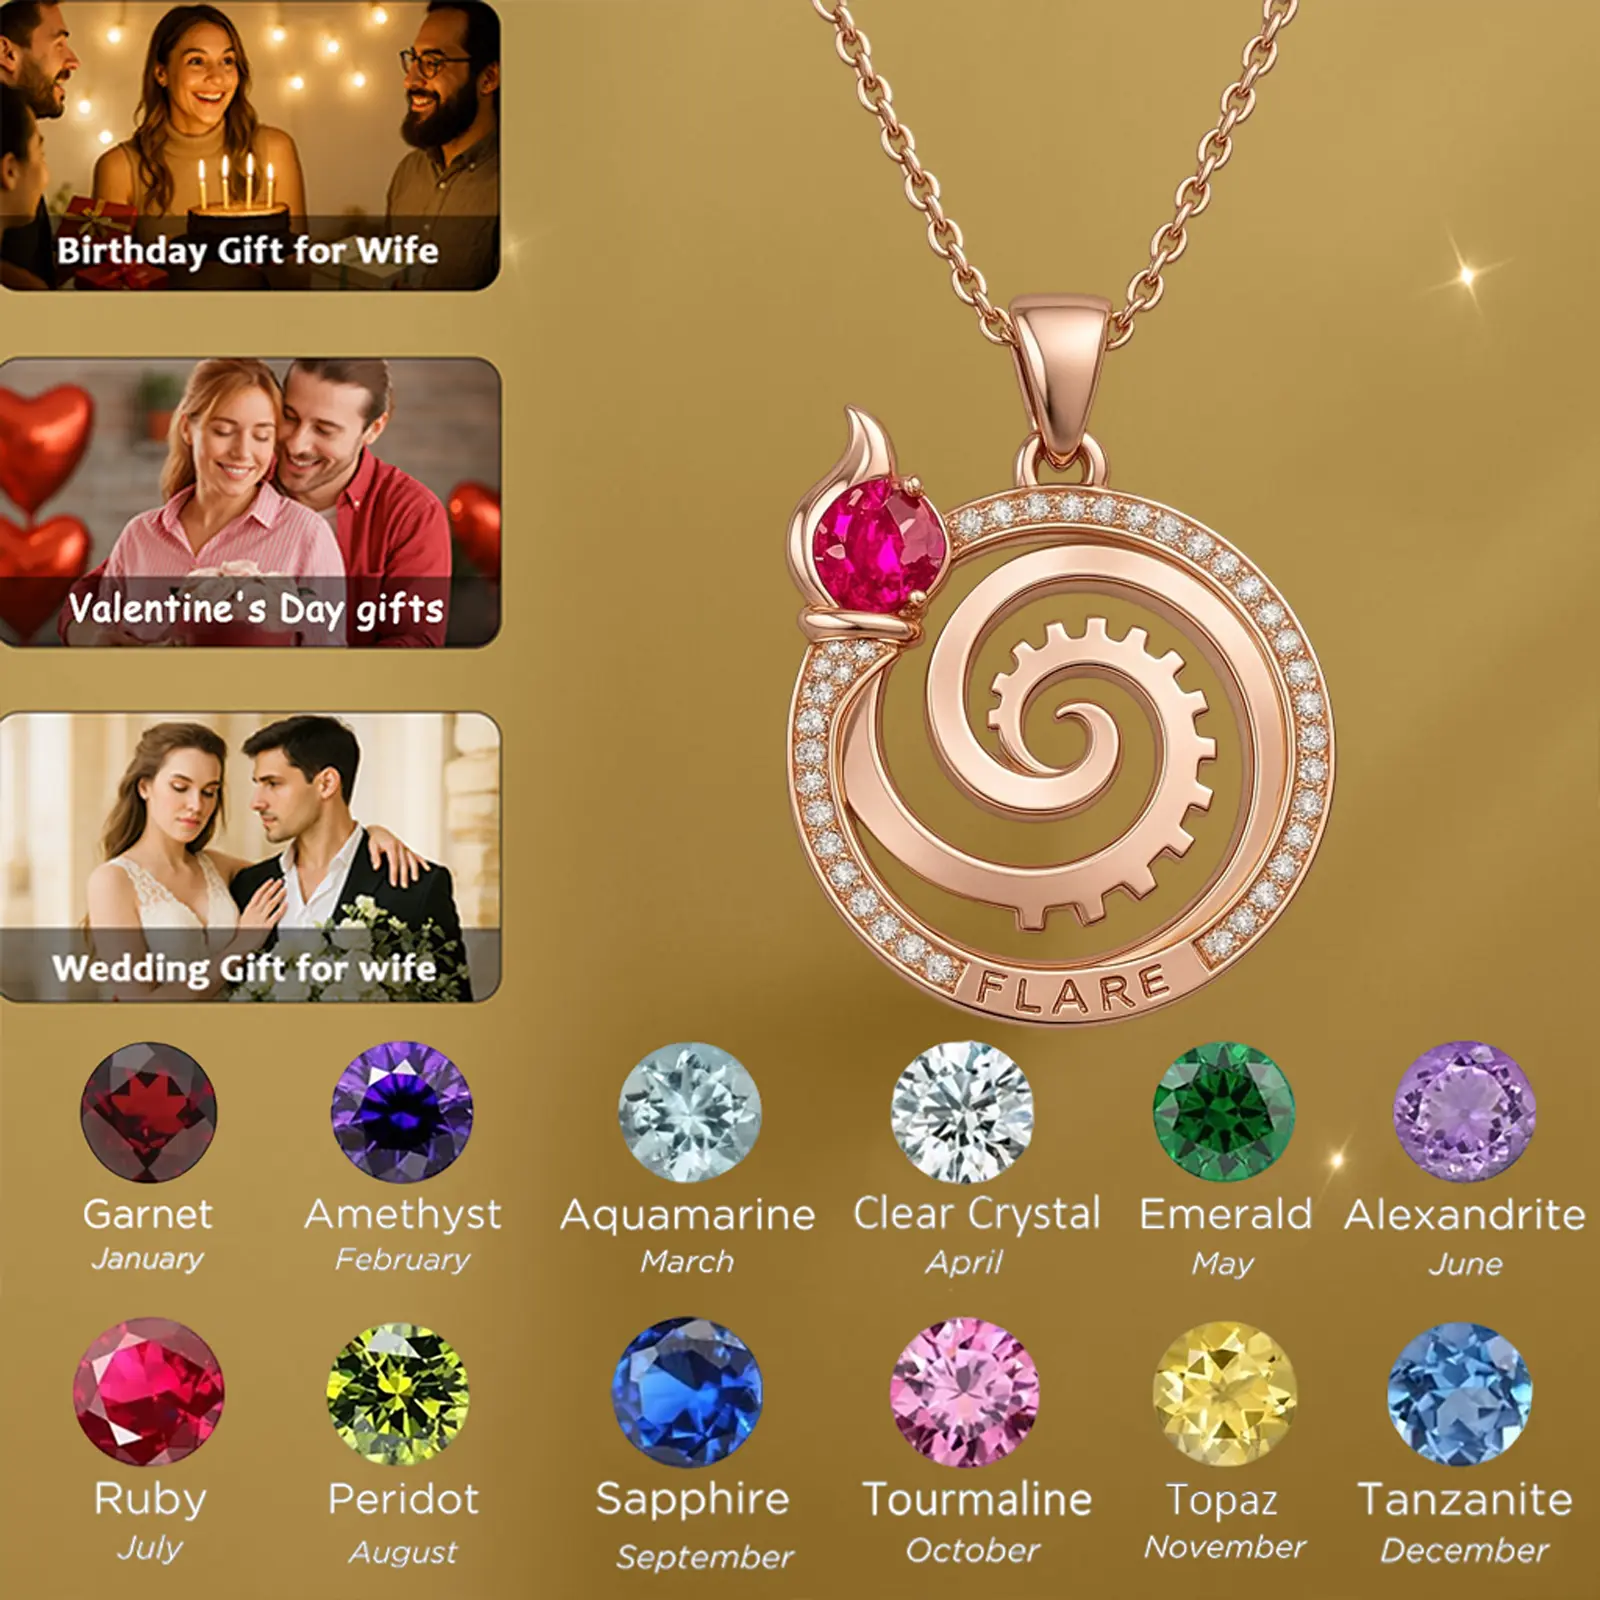 Birthday Gift for Wife
Valentine's Day gifts
Wedding Gift for wife
FLARE
Garnet
January
Amethyst
February
Aquamarine
March
Clear Crystal
April
Emerald
May
Alexandrite
June
Ruby
July
Peridot
August
Sapphire
September
Tourmaline
October
Topaz
November
Tanzanite
December